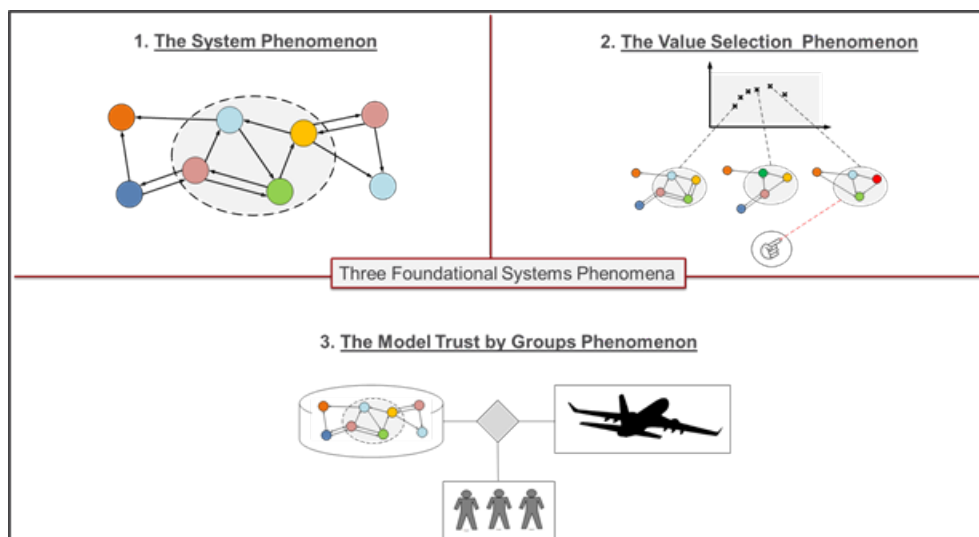 1. The System Phenomenon
2. The Value Selection Phenomenon
Three Foundational Systems Phenomena
3. The Model Trust by Groups Phenomenon